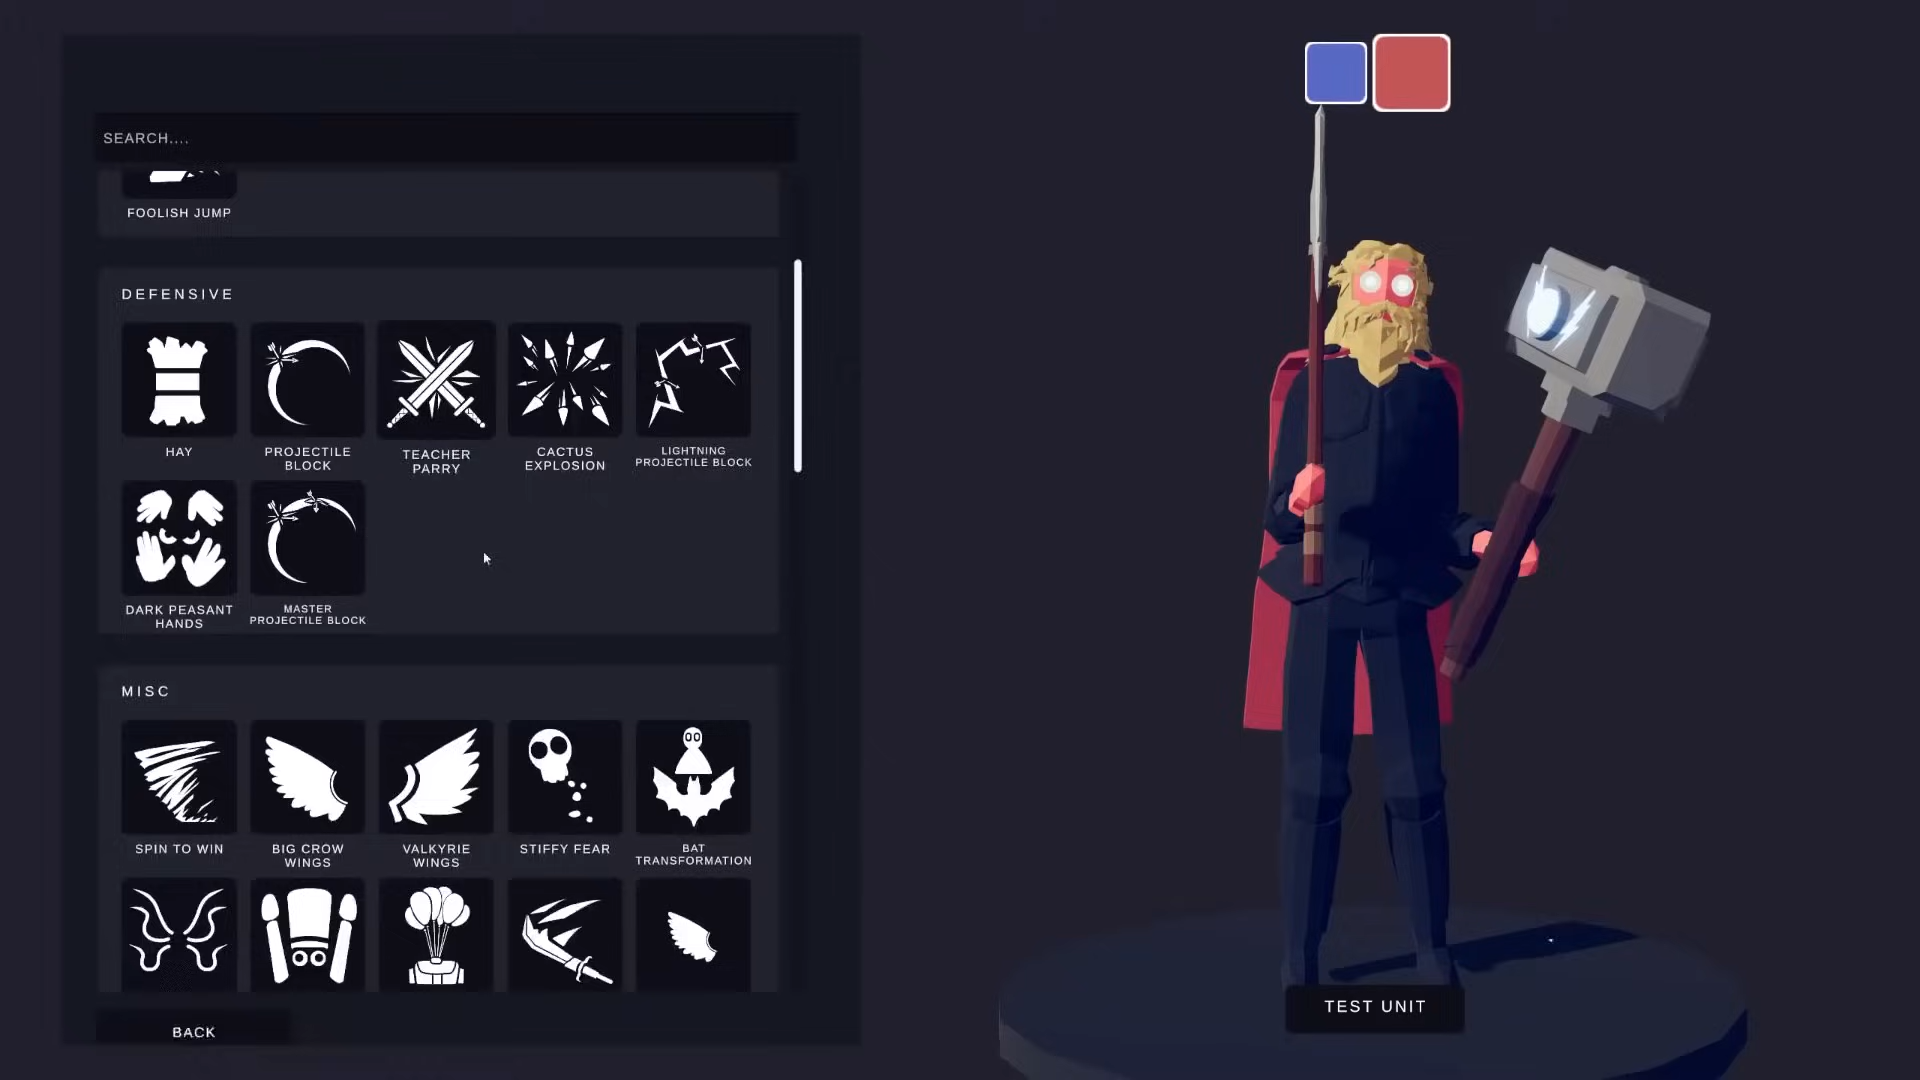 SEARCH....
FOOLISH JUMP
DEFENSIVE
HAY
PROJECTILE
BLOCK
TEACHER
PARRY
CACTUS
EXPLOSION
LIGHTNING
PROJECTILE BLOCK
DARK PEASANT
HANDS
MASTER
PROJECTILE BLOCK
MISC
SPIN TO WIN
BIG CROW
WINGS
VALKYRIE
WINGS
STIFFY FEAR
BAT
TRANSFORMATION
BACK
TEST UNIT